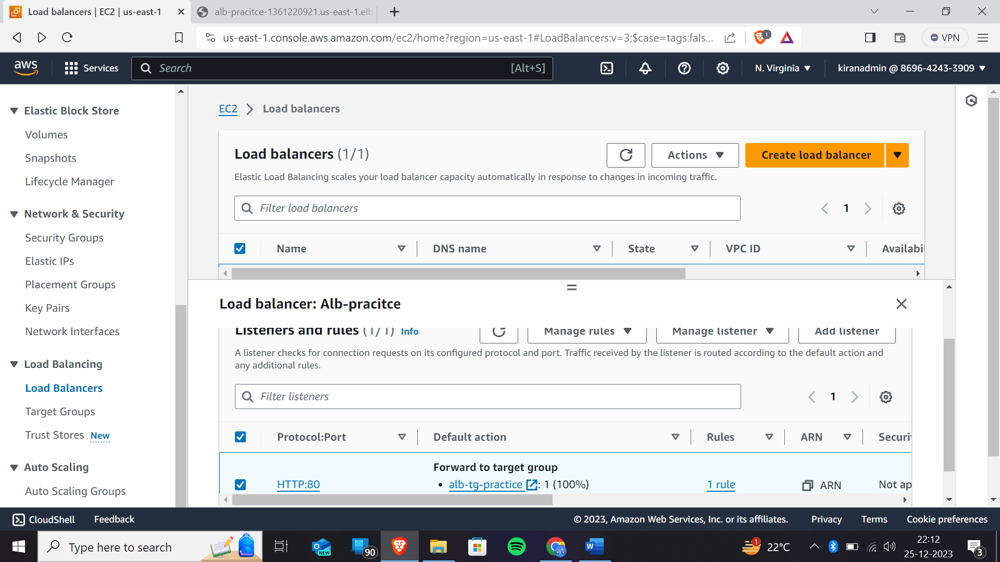 Load balancers | EC2 | us-east-1
alb-pracitce-1361220921.us-east-1.elb
us-east-1.console.aws.amazon.com/ec2/home?region=us-east-1#LoadBalancers:v=3;$case=tags:fals...
1
VPN
aws
Services
Search
[Alt+S]
N. Virginia
kiranadmin @ 8696-4243-3909
Elastic Block Store
Volumes
Snapshots
Lifecycle Manager
Network & Security
Security Groups
Elastic IPs
Placement Groups
Key Pairs
Network Interfaces
Load Balancing
Load Balancers
Target Groups
Trust Stores New
Auto Scaling
Auto Scaling Groups
EC2 > Load balancers
Load balancers (1/1)
Actions
Create load balancer
Elastic Load Balancing scales your load balancer capacity automatically in response to changes in incoming traffic.
Filter load balancers
1
Name
DNS name
State
VPC ID
Availabil
Load balancer: Alb-pracitce
Listeners and rules (1/1) Info
Manage rules
Manage listener
Add listener
A listener checks for connection requests on its configured protocol and port. Traffic received by the listener is routed according to the default action and
any additional rules.
Filter listeners
1
Protocol:Port
Default action
Rules
ARN
Securi
Forward to target group
HTTP:80
• alb-tg-practice : 1 (100%)
1 rule
ARN
Not ap
CloudShell
Feedback
© 2023, Amazon Web Services, Inc. or its affiliates.
Privacy
Terms
Cookie preferences
Type here to search
NEW
90
W
1
22°C
22:12
25-12-2023
3